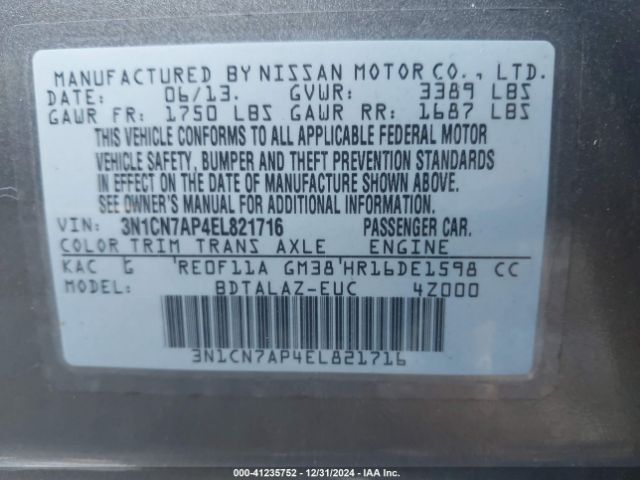 MANUFACTURED BY NISSAN MOTOR CO., LTD.
DATE: 06/13. GVWR: 3389 LBS
GAWR FR: 1750 LBS GAWR RR: 1687 LBS
THIS VEHICLE CONFORMS TO ALL APPLICABLE FEDERAL MOTOR
VEHICLE SAFETY, BUMPER AND THEFT PREVENTION STANDARDS
IN EFFECT ON THE DATE OF MANUFACTURE SHOWN ABOVE.
SEE OWNER'S MANUAL FOR ADDITIONAL INFORMATION.
VIN: 3N1CN7AP4EL821716 PASSENGER CAR.
COLOR TRIM TRANS AXLE ENGINE
KAC G 'RE0F11A GM38'HR16DE1598 CC
MODEL: BDTALAZ-EUC 4Z000
3N1CN7AP4EL821716
000-41235752 - 12/31/2024 - IAA Inc.